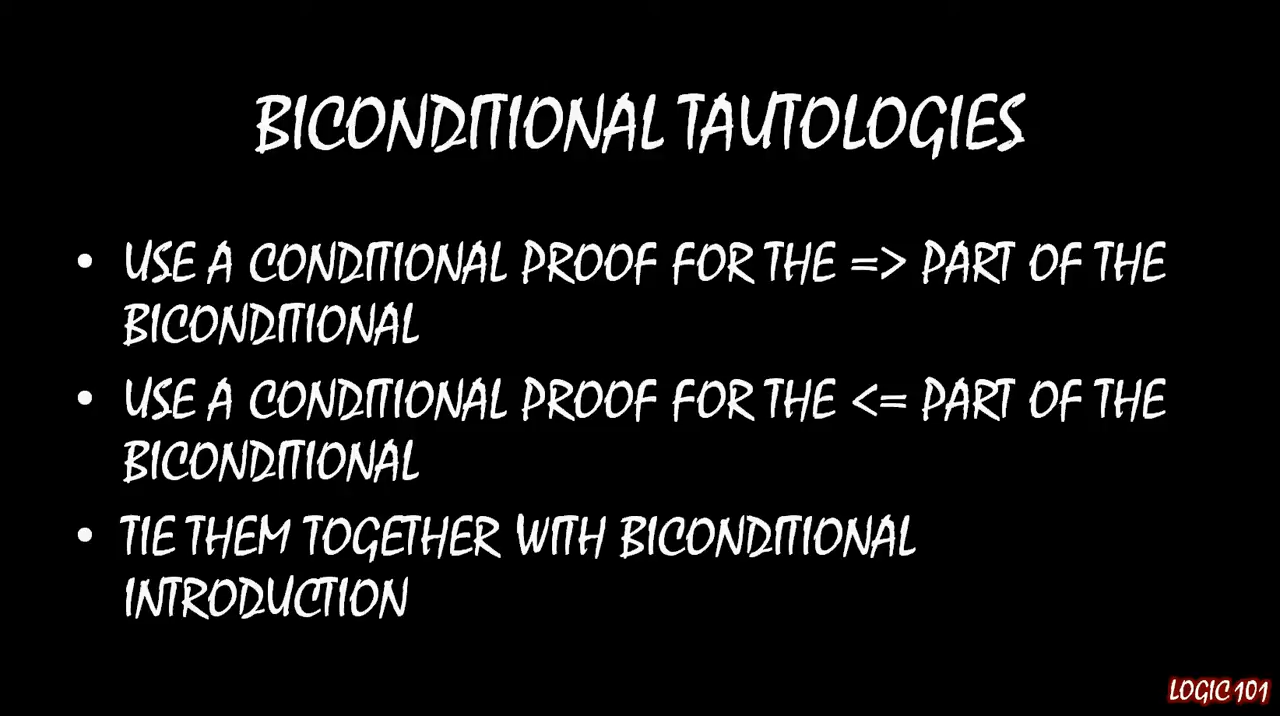 BICONDITIONAL TAUTOLOGIES
• USE A CONDITIONAL PROOF FOR THE => PART OF THE
BICONDITIONAL
• USE A CONDITIONAL PROOF FOR THE <= PART OF THE
BICONDITIONAL
• TIE THEM TOGETHER WITH BICONDITIONAL
INTRODUCTION
LOGIC 101